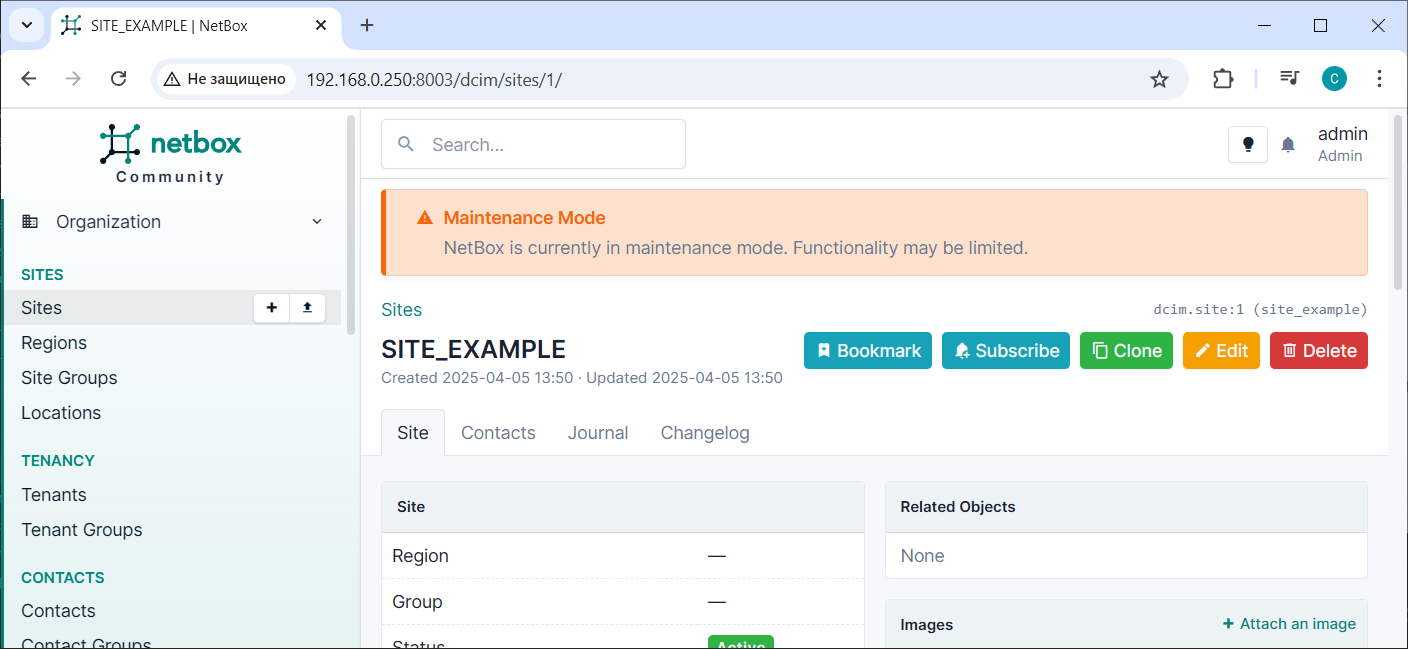 SITE_EXAMPLE | NetBox
Не защищено
192.168.0.250:8003/dcim/sites/1/
C
netbox
Community
Search...
admin
Admin
Organization
SITES
Sites
Regions
Site Groups
Locations
TENANCY
Tenants
Tenant Groups
CONTACTS
Contacts
Contact Groups
Maintenance Mode
NetBox is currently in maintenance mode. Functionality may be limited.
Sites
dcim.site:1 (site_example)
SITE_EXAMPLE
Bookmark
Subscribe
Clone
Edit
Delete
Created 2025-04-05 13:50 · Updated 2025-04-05 13:50
Site
Contacts
Journal
Changelog
Site
Region —
Group —
Status Active
Related Objects
None
Images
+ Attach an image